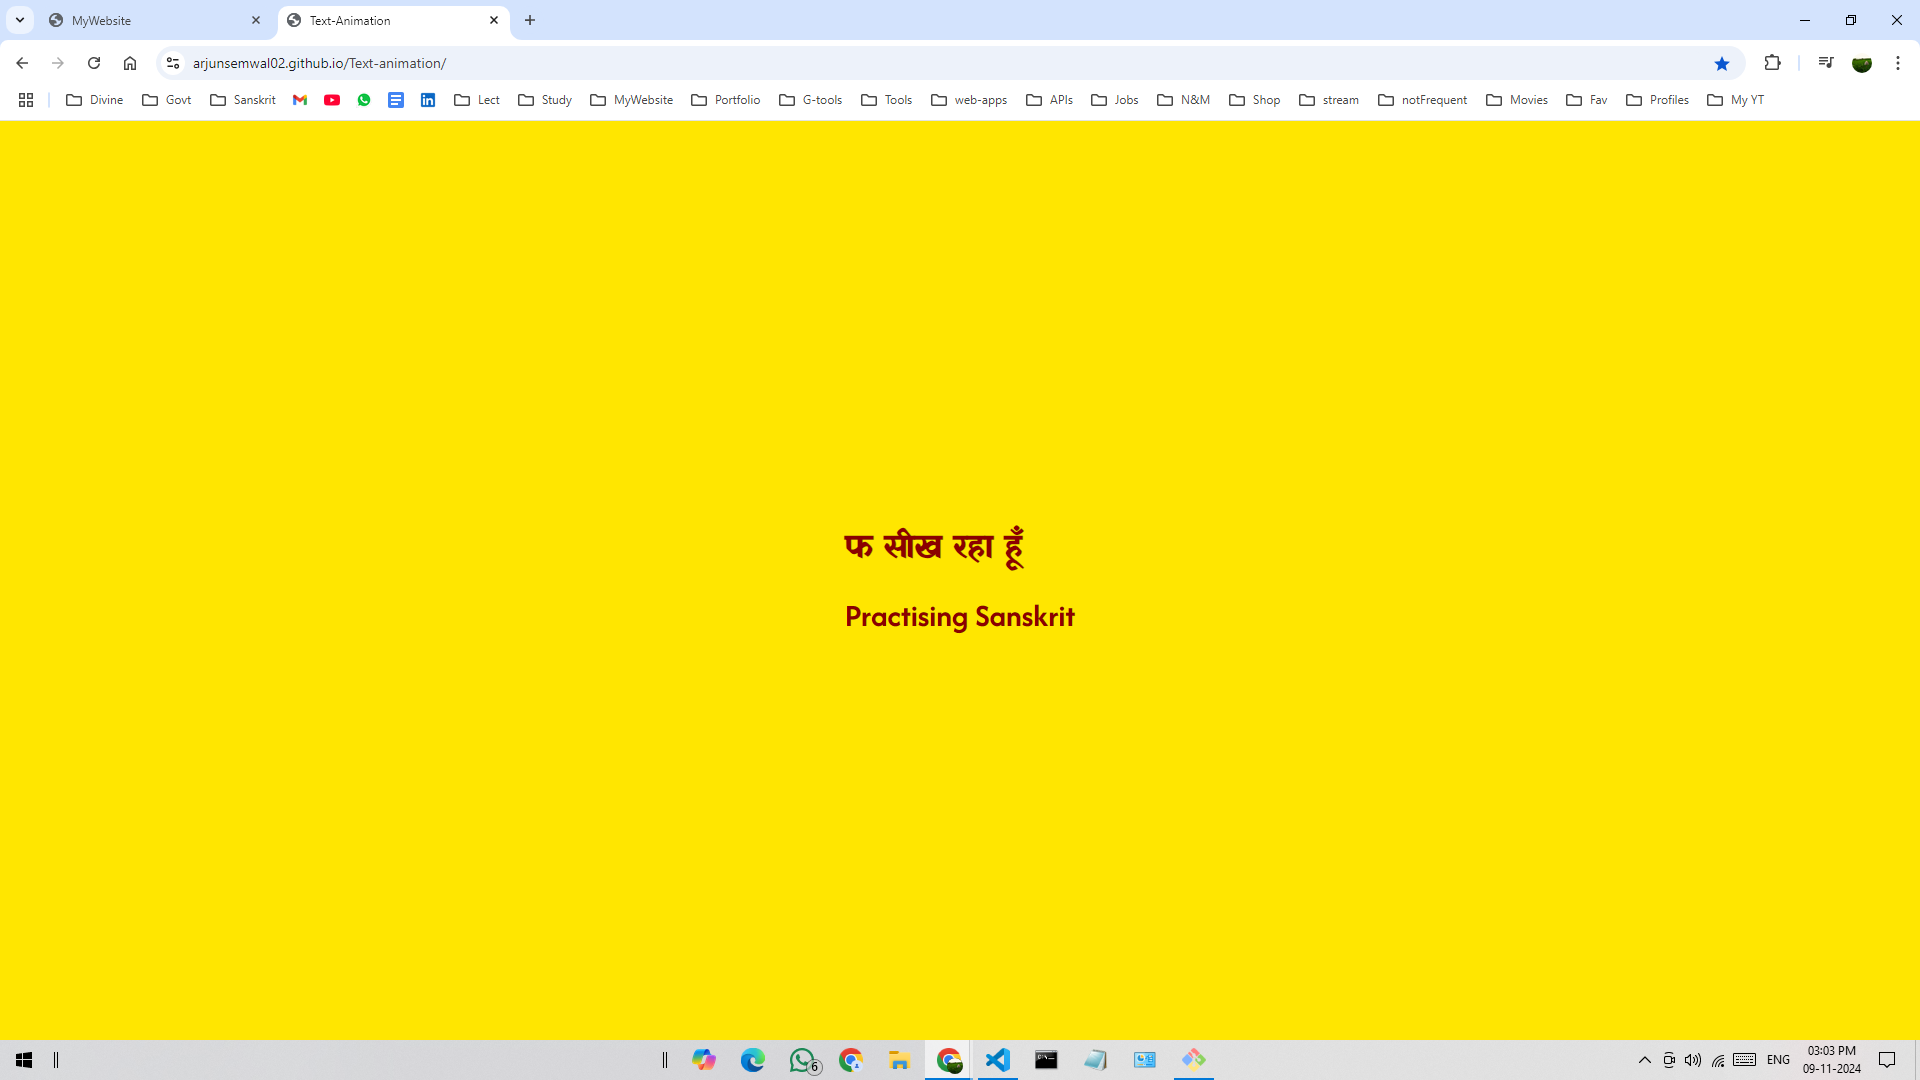 MyWebsite
Text-Animation
arjunsemwal02.github.io/Text-animation/
Divine Govt Sanskrit Lect Study MyWebsite Portfolio G-tools Tools web-apps APIs Jobs N&M Shop stream notFrequent Movies Fav Profiles My YT
फ सीख रहा हूँ
Practising Sanskrit
6
ENG
03:03 PM
09-11-2024